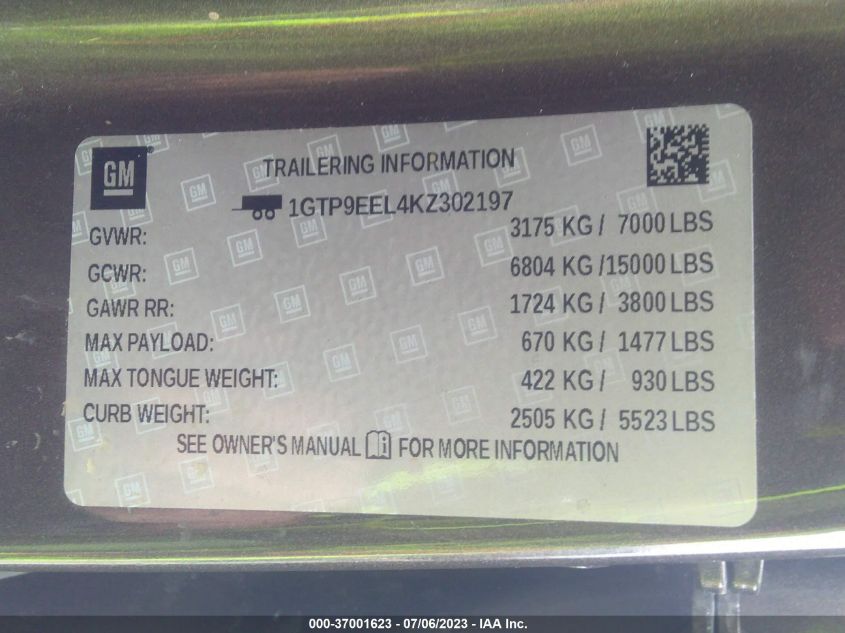 GM
TRAILERING INFORMATION
1GTP9EEL4KZ302197
GVWR: 3175 KG / 7000 LBS
GCWR: 6804 KG /15000 LBS
GAWR RR: 1724 KG / 3800 LBS
MAX PAYLOAD: 670 KG / 1477 LBS
MAX TONGUE WEIGHT: 422 KG / 930 LBS
CURB WEIGHT: 2505 KG / 5523 LBS
SEE OWNER'S MANUAL i FOR MORE INFORMATION
000-37001623 - 07/06/2023 - IAA Inc.